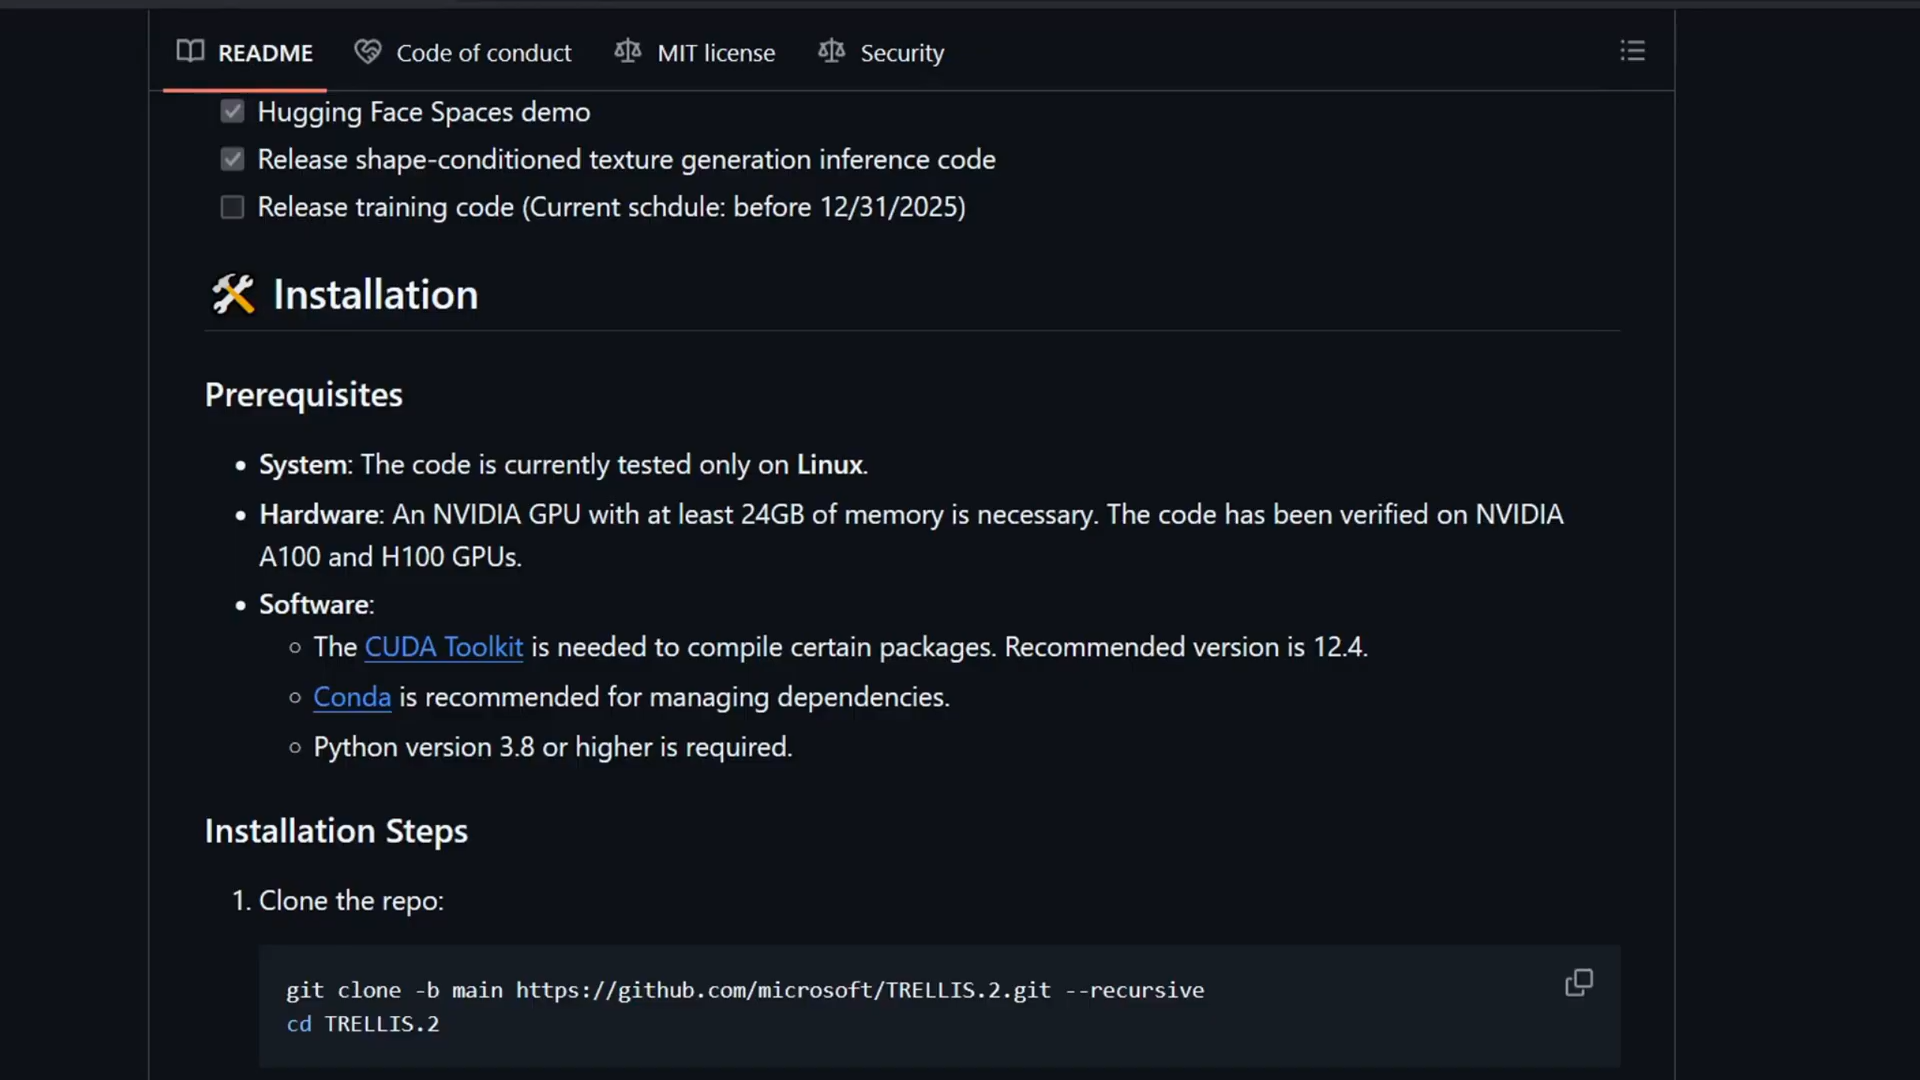 README
Code of conduct
MIT license
Security
Hugging Face Spaces demo
Release shape-conditioned texture generation inference code
Release training code (Current schdule: before 12/31/2025)
Installation
Prerequisites
System: The code is currently tested only on Linux.
Hardware: An NVIDIA GPU with at least 24GB of memory is necessary. The code has been verified on NVIDIA
A100 and H100 GPUs.
Software:
The CUDA Toolkit is needed to compile certain packages. Recommended version is 12.4.
Conda is recommended for managing dependencies.
Python version 3.8 or higher is required.
Installation Steps
1. Clone the repo:
git clone -b main https://github.com/microsoft/TRELLIS.2.git --recursive
cd TRELLIS.2